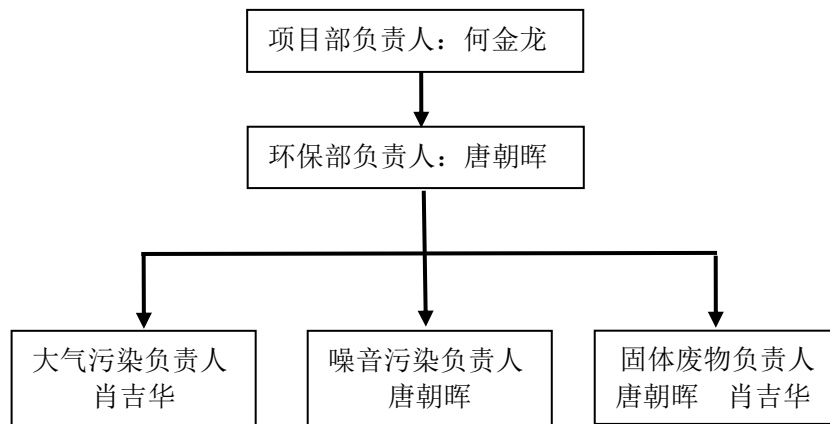 项目部负责人：何金龙
环保部负责人：唐朝晖
大气污染负责人
肖吉华
噪音污染负责人
唐朝晖
固体废物负责人
唐朝晖　肖吉华